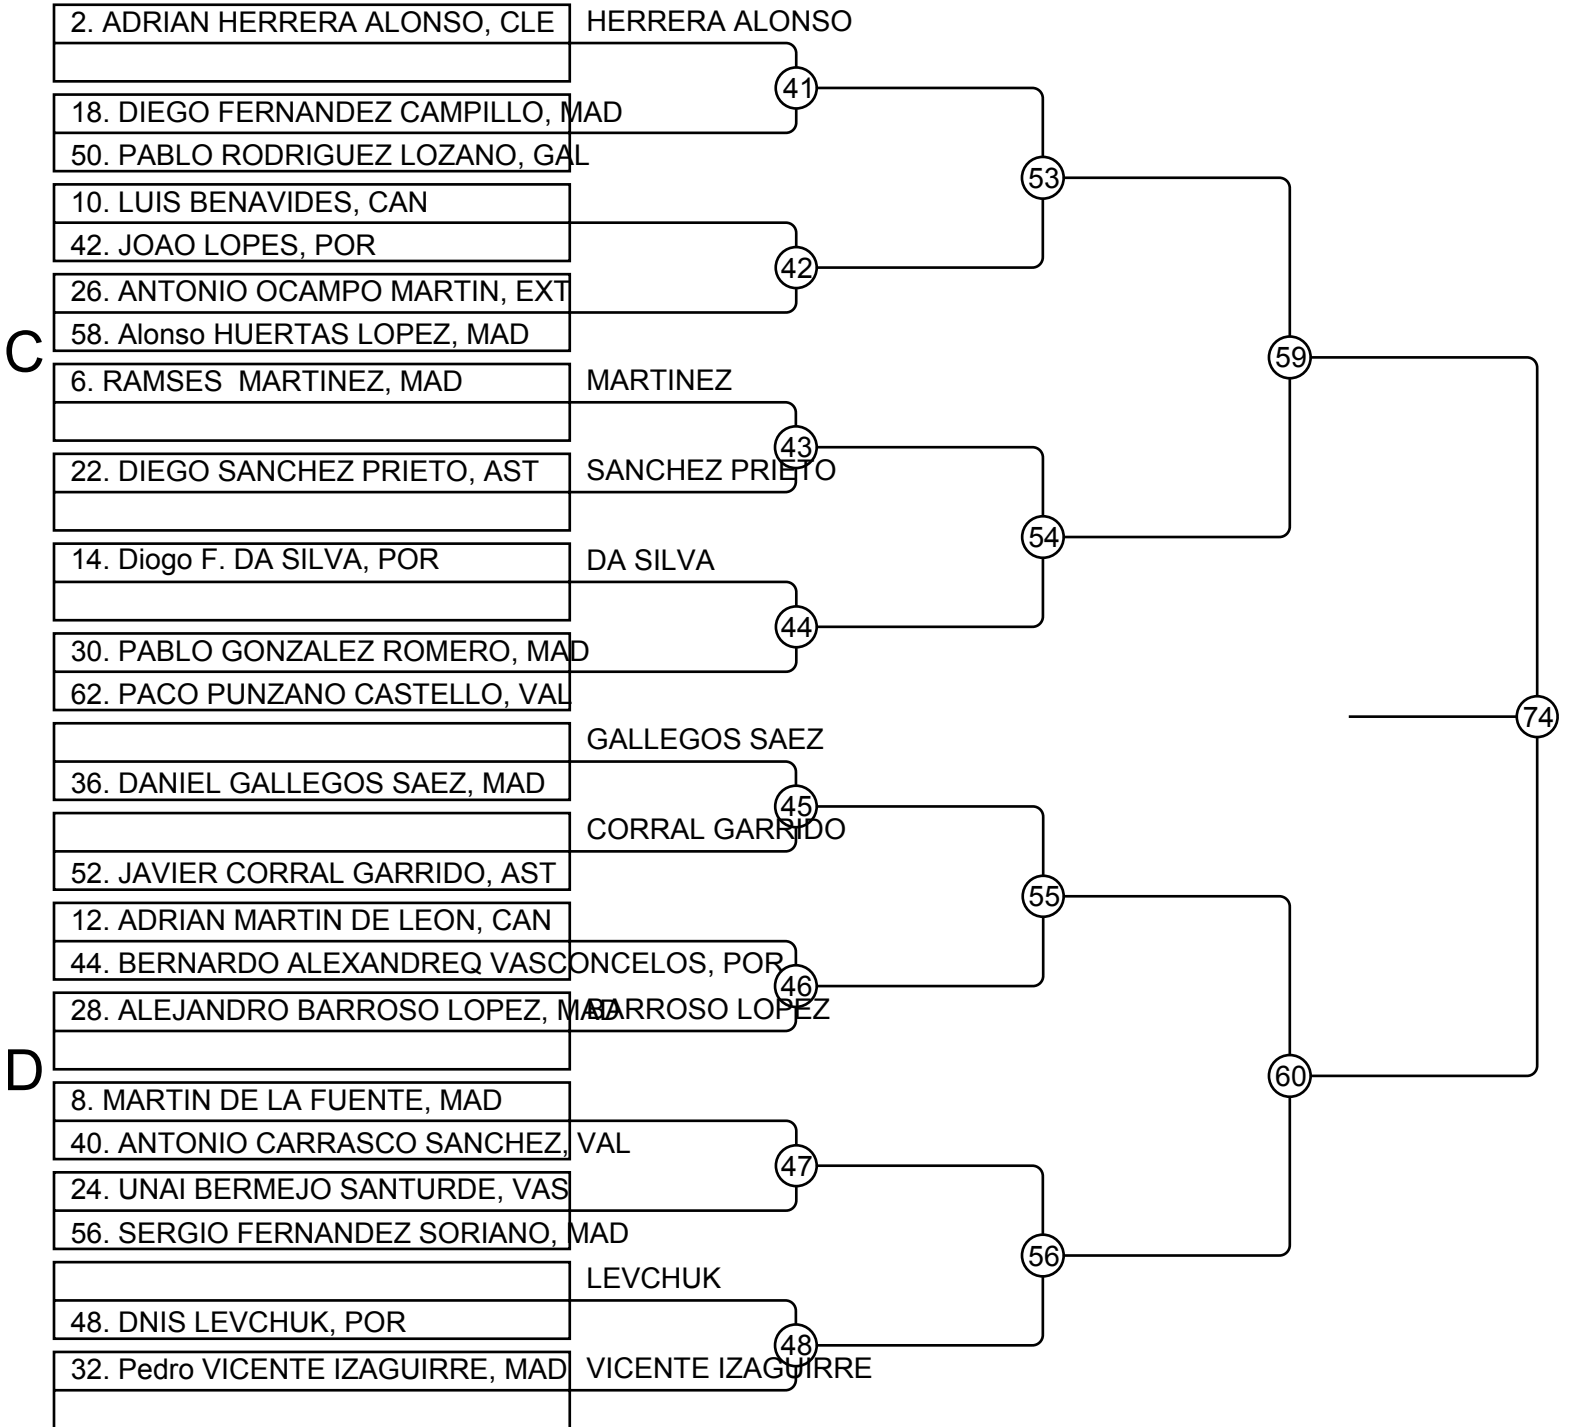 2. ADRIAN HERRERA ALONSO, CLE HERRERA ALONSO
41
18. DIEGO FERNANDEZ CAMPILLO, MAD
50. PABLO RODRIGUEZ LOZANO, GAL
53
10. LUIS BENAVIDES, CAN
42. JOAO LOPES, POR
42
26. ANTONIO OCAMPO MARTIN, EXT
58. Alonso HUERTAS LOPEZ, MAD
C
59
6. RAMSES  MARTINEZ, MAD MARTINEZ
43
22. DIEGO SANCHEZ PRIETO, AST SANCHEZ PRIETO
54
14. Diogo F. DA SILVA, POR DA SILVA
44
30. PABLO GONZALEZ ROMERO, MAD
62. PACO PUNZANO CASTELLO, VAL
74
GALLEGOS SAEZ
36. DANIEL GALLEGOS SAEZ, MAD
45
CORRAL GARRIDO
52. JAVIER CORRAL GARRIDO, AST
55
12. ADRIAN MARTIN DE LEON, CAN
44. BERNARDO ALEXANDREQ VASCONCELOS, POR
46
28. ALEJANDRO BARROSO LOPEZ, MAD BARROSO LOPEZ
D
60
8. MARTIN DE LA FUENTE, MAD
40. ANTONIO CARRASCO SANCHEZ, VAL
47
24. UNAI BERMEJO SANTURDE, VAS
56. SERGIO FERNANDEZ SORIANO, MAD
56
LEVCHUK
48. DNIS LEVCHUK, POR
48
32. Pedro VICENTE IZAGUIRRE, MAD VICENTE IZAGUIRRE